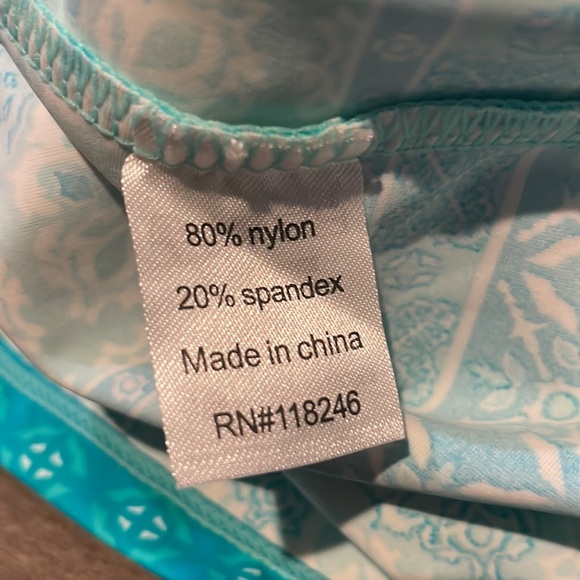 80% nylon
20% spandex
Made in china
RN#118246